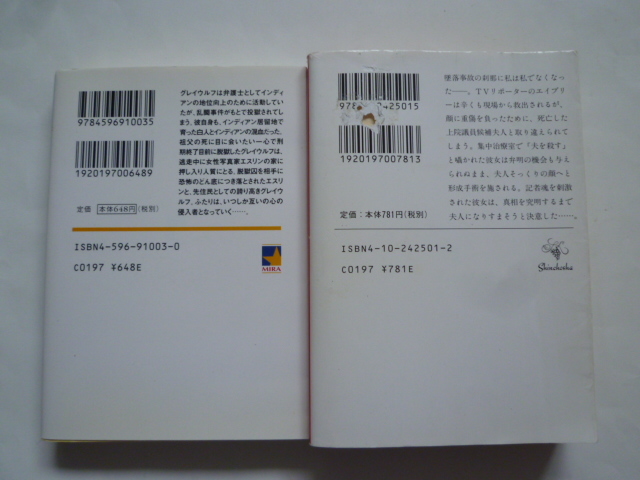 9784596910035
1920197006489
定価 本体648円 (税別)
グレイウルフは弁護士としてインディ
アンの地位向上のために活動してい
たが、乱闘事件がもとで投獄されてし
まう。彼自身も、インディアン居留地で
育った白人とインディアンの混血だった。
祖父の死に目に会いたい一心で刑
期終了目前に脱獄したグレイウルフは、
逃走中に女性写真家エスリンの家に
押し入り人質にとる。脱獄囚を相手に
恐怖のどん底につき落とされたエスリ
ンと、先住民としての誇り高きグレイウル
フ。ふたりは、いつしか互いの心の
侵入者となっていく……。
ISBN4-596-91003-0
C0197 ¥648E
MIRA
978
425015
1920197007813
定価：本体781円(税別)
墜落事故の刹那に私は私でなくなっ
た――。TVリポーターのエイブリ
ーは辛くも現場から救出されるが、
顔に重傷を負ったために、死亡した
上院議員候補夫人と取り違えられて
しまう。集中治療室で「夫を殺す」
と囁かれた彼女は弁明の機会も与え
られぬまま、夫人そっくりの顔へと
形成手術を施される。記者魂を刺激
された彼女は、真相を究明するまで
夫人になりすまそうと決意した――。
ISBN4-10-242501-2
C0197 ¥781E
Shinchosha